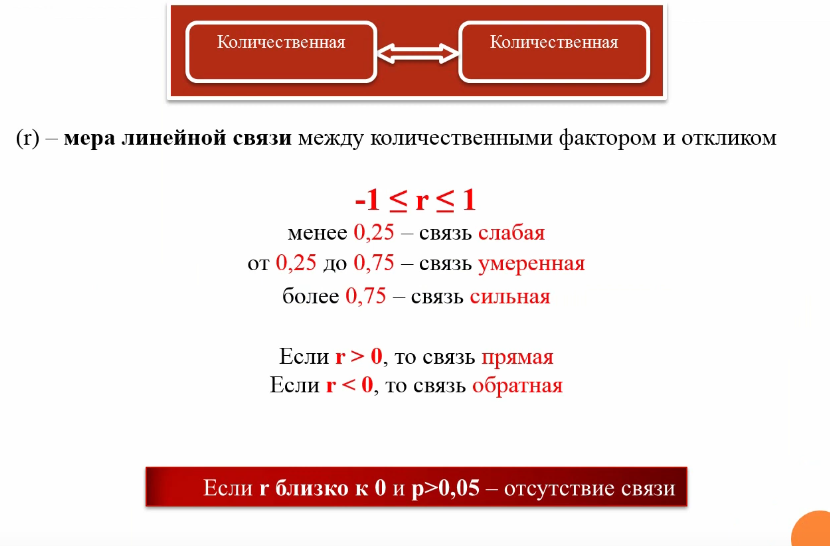 Количественная
Количественная
(r) – мера линейной связи между количественными фактором и откликом
-1 ≤ r ≤ 1
менее 0,25 – связь слабая
от 0,25 до 0,75 – связь умеренная
более 0,75 – связь сильная
Если r > 0, то связь прямая
Если r < 0, то связь обратная
Если r близко к 0 и p>0,05 – отсутствие связи